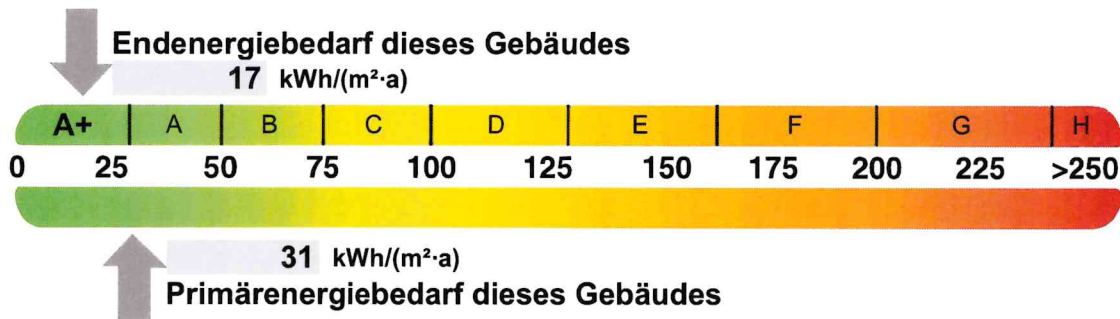 Endenergiebedarf dieses Gebäudes
17 kWh/(m²·a)
A+ A B C D E F G H
0 25 50 75 100 125 150 175 200 225 >250
31 kWh/(m²·a)
Primärenergiebedarf dieses Gebäudes